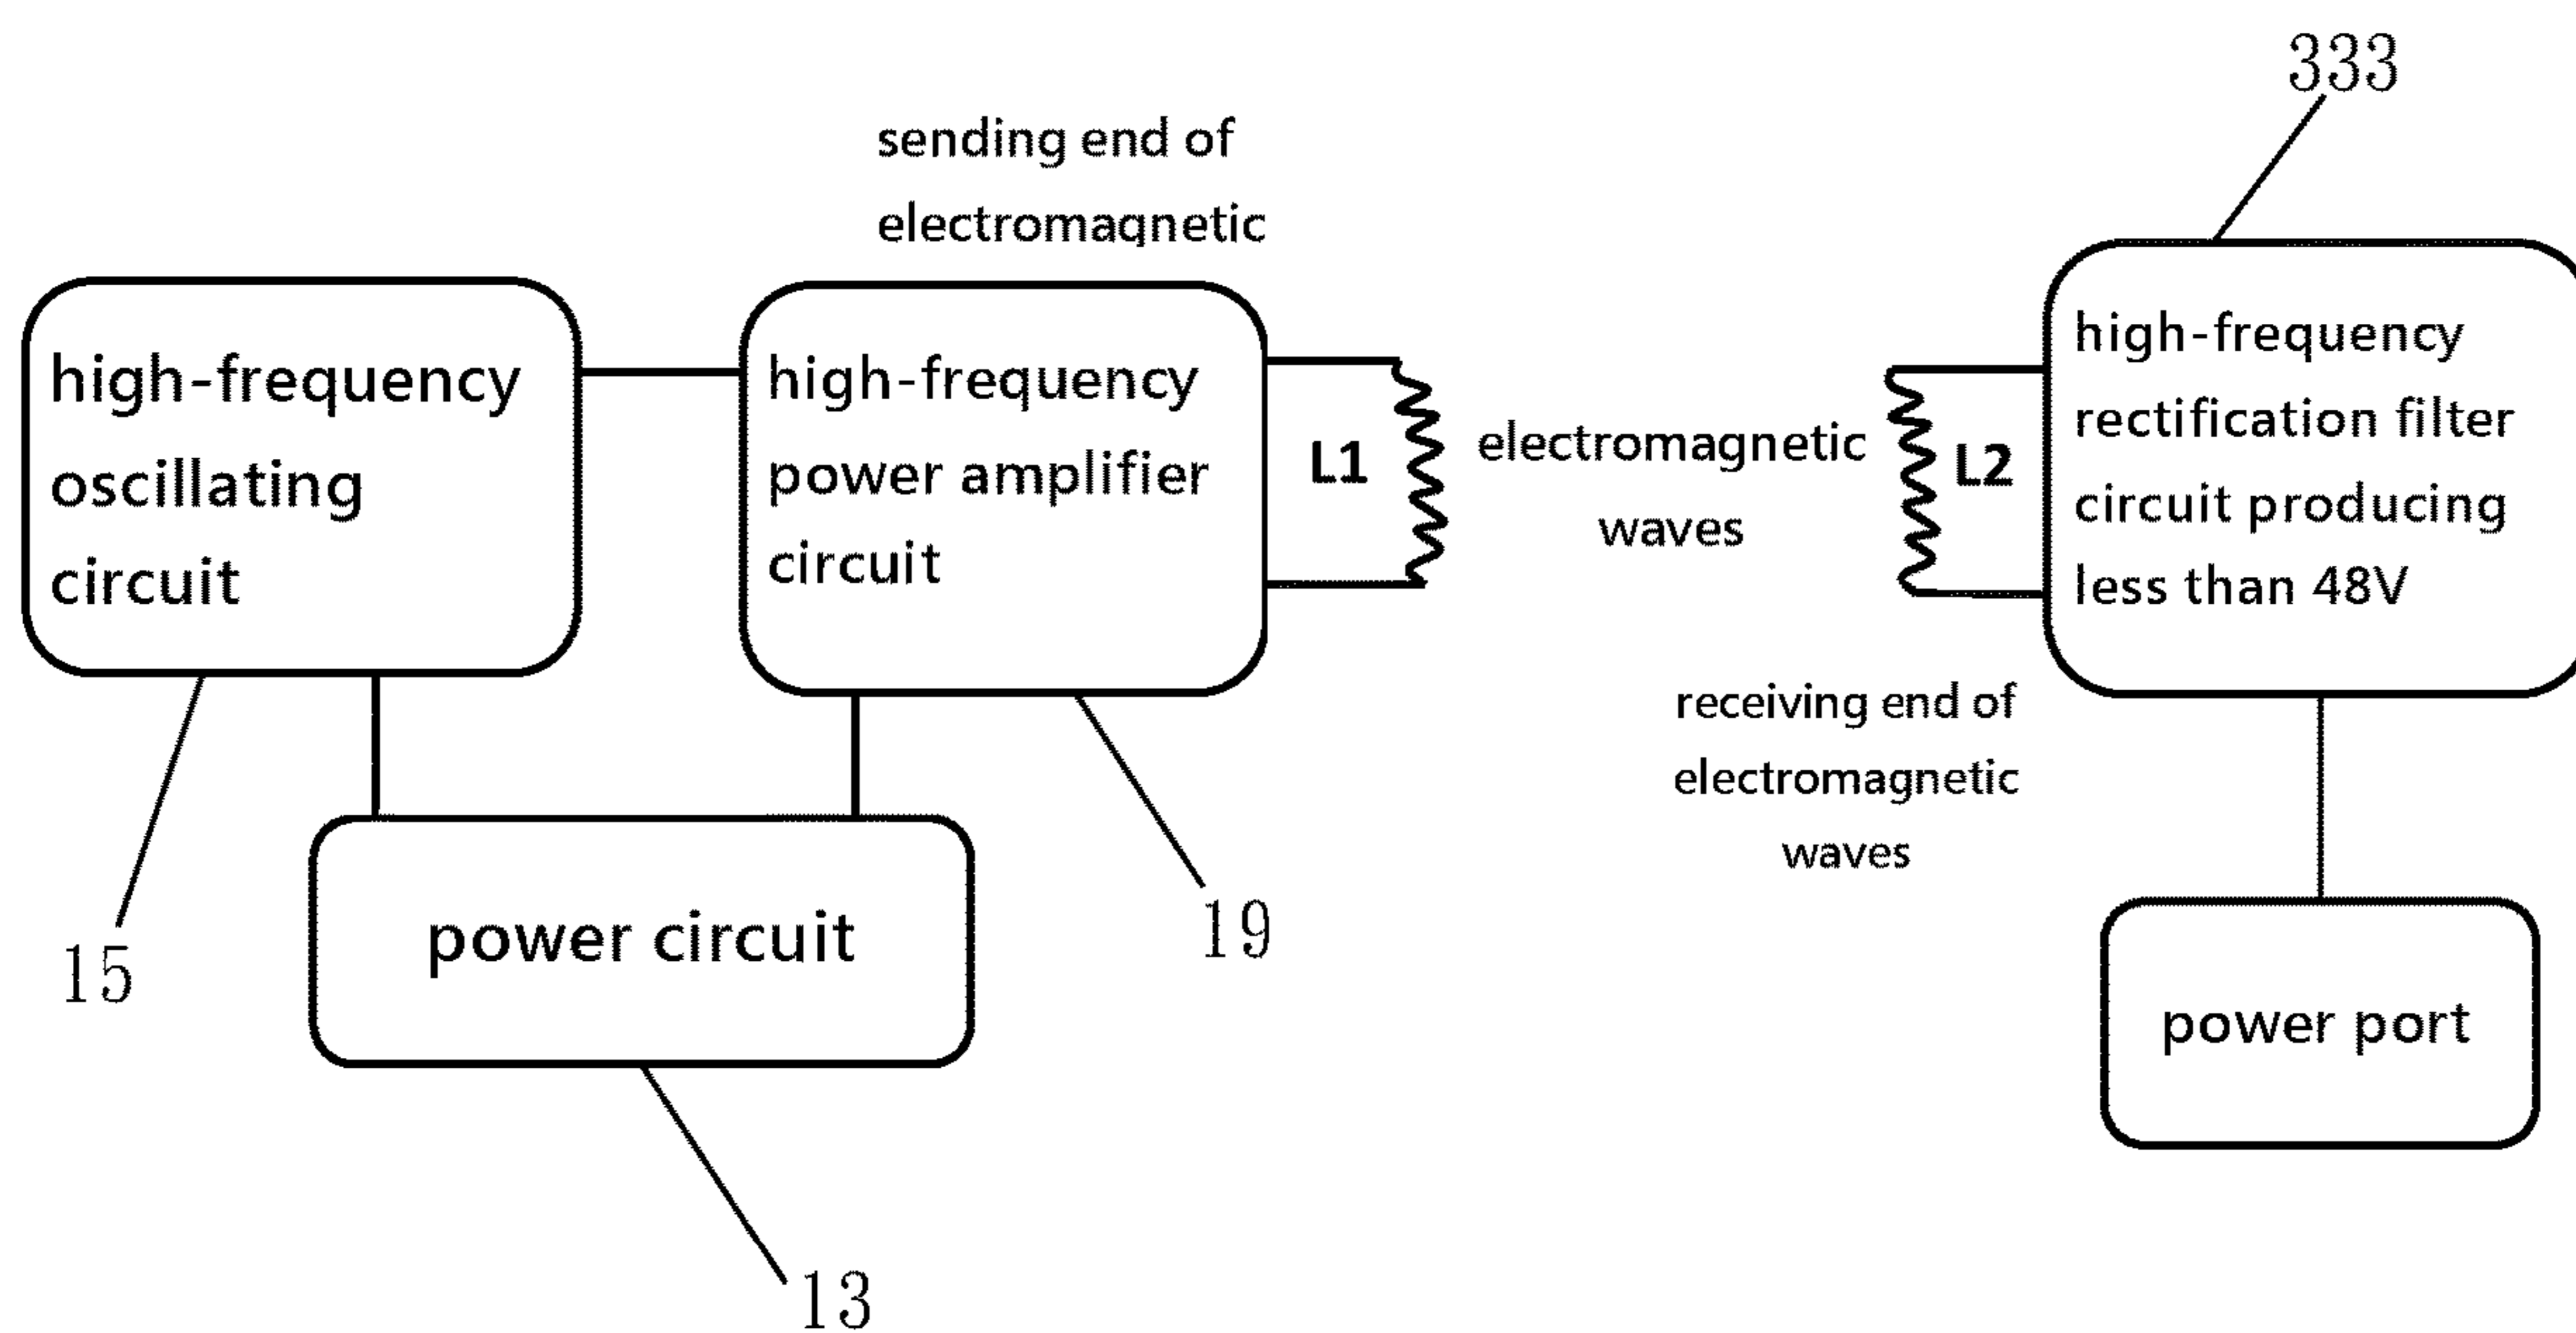 333
sending end of
electromagnetic
high-frequency
oscillating
circuit
high-frequency
power amplifier
circuit
L1
electromagnetic
waves
L2
high-frequency
rectification filter
circuit producing
less than 48V
receiving end of
electromagnetic
waves
15
power circuit
19
power port
13